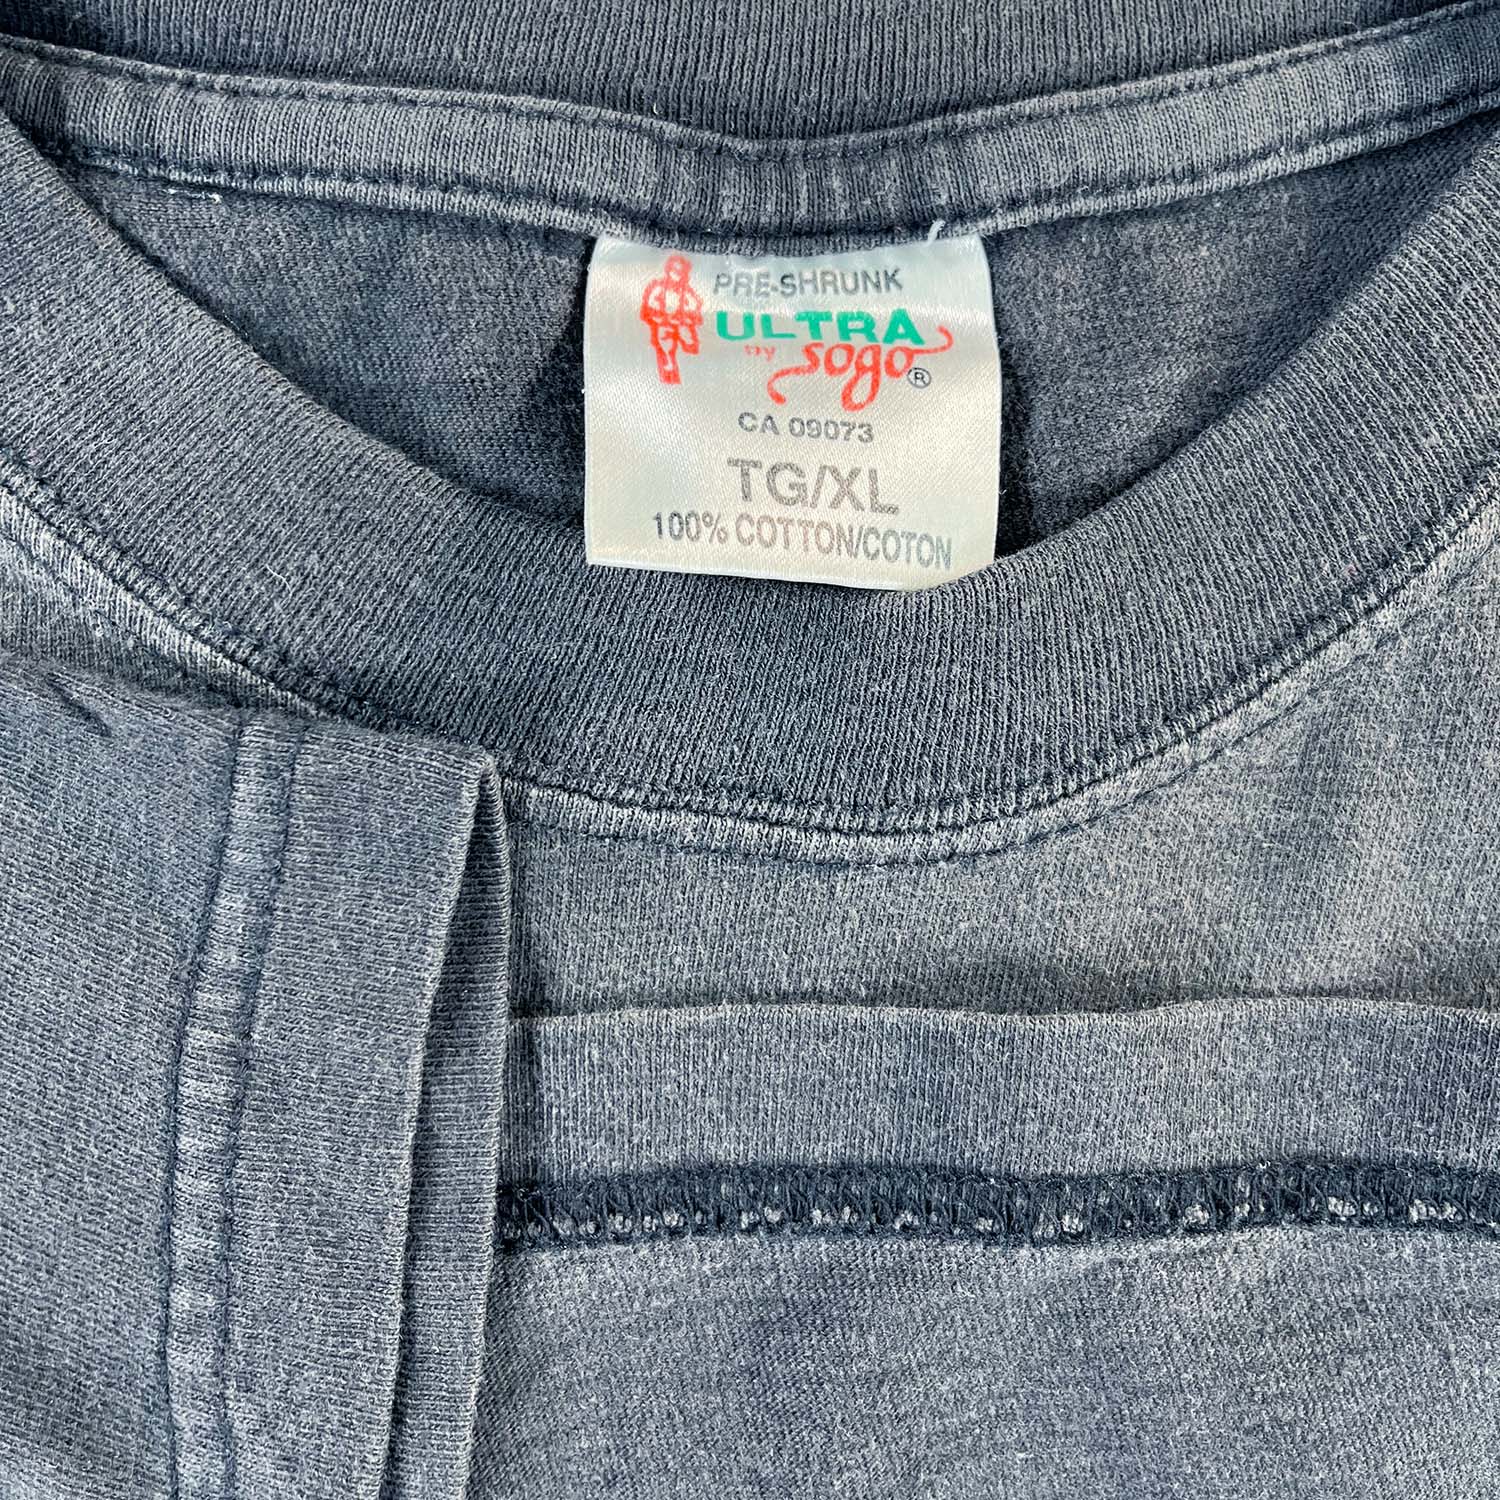 PRE-SHRUNK
ULTRA
by sogo ®
CA 09073
TG/XL
100% COTTON/COTON